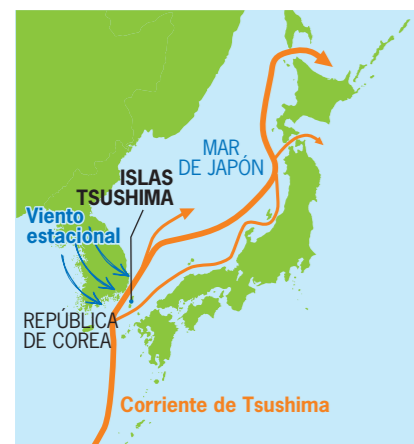 MAR
DE JAPÓN
ISLAS
TSUSHIMA
Viento
estacional
REPÚBLICA
DE COREA
Corriente de Tsushima